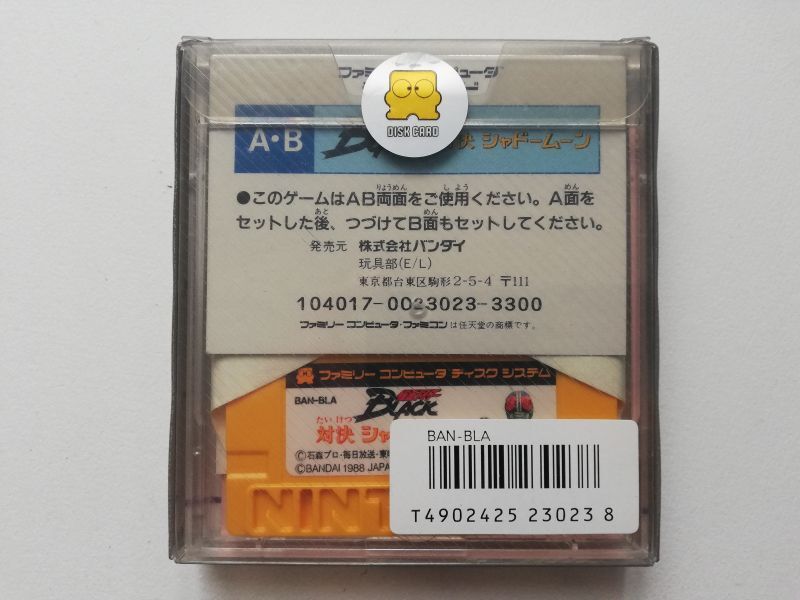 ファミリーコンピュータ
DISK CARD
A・B
対決 シャドームーン
●このゲームはAB両面をご使用ください。A面を
セットした後、つづけてB面もセットしてください。
発売元 株式会社バンダイ
玩具部(E/L)
東京都台東区駒形2-5-4 〒111
104017-0023023-3300
ファミリーコンピュータ・ファミコンは任天堂の商標です。
ファミリー コンピュータ ディスク システム
BAN-BLA
BLACK
たいけつ
対決 シャ
©石森プロ・毎日放送・東映
©BANDAI 1988 JAPA
NINT
BAN-BLA
T4902425 23023 8